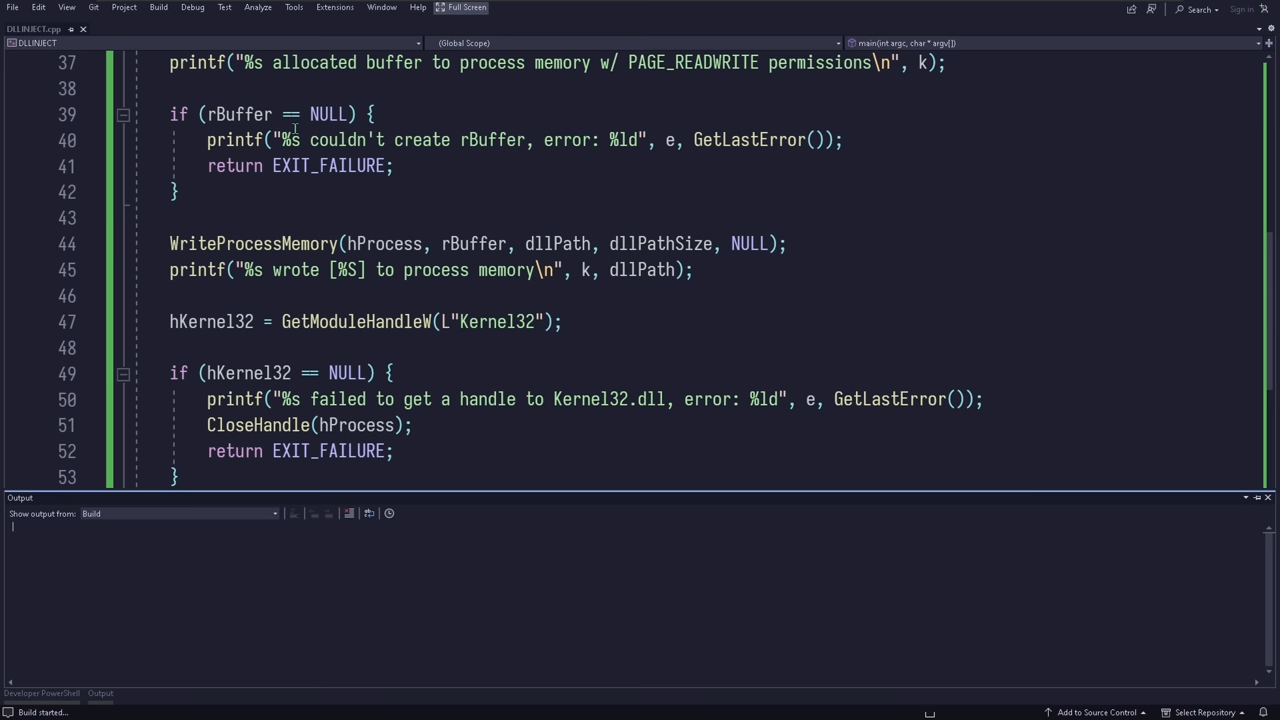 File Edit View Git Project Build Debug Test Analyze Tools Extensions Window Help Full Screen Search Sign in
DLLINJECT.cpp
DLLINJECT (Global Scope) main(int argc, char * argv[])
37 printf("%s allocated buffer to process memory w/ PAGE_READWRITE permissions\n", k);
38
39 if (rBuffer == NULL) {
40 printf("%s couldn't create rBuffer, error: %ld", e, GetLastError());
41 return EXIT_FAILURE;
42 }
43
44 WriteProcessMemory(hProcess, rBuffer, dllPath, dllPathSize, NULL);
45 printf("%s wrote [%S] to process memory\n", k, dllPath);
46
47 hKernel32 = GetModuleHandleW(L"Kernel32");
48
49 if (hKernel32 == NULL) {
50 printf("%s failed to get a handle to Kernel32.dll, error: %ld", e, GetLastError());
51 CloseHandle(hProcess);
52 return EXIT_FAILURE;
53 }
Output
Show output from: Build
Developer PowerShell Output
Build started... Add to Source Control Select Repository